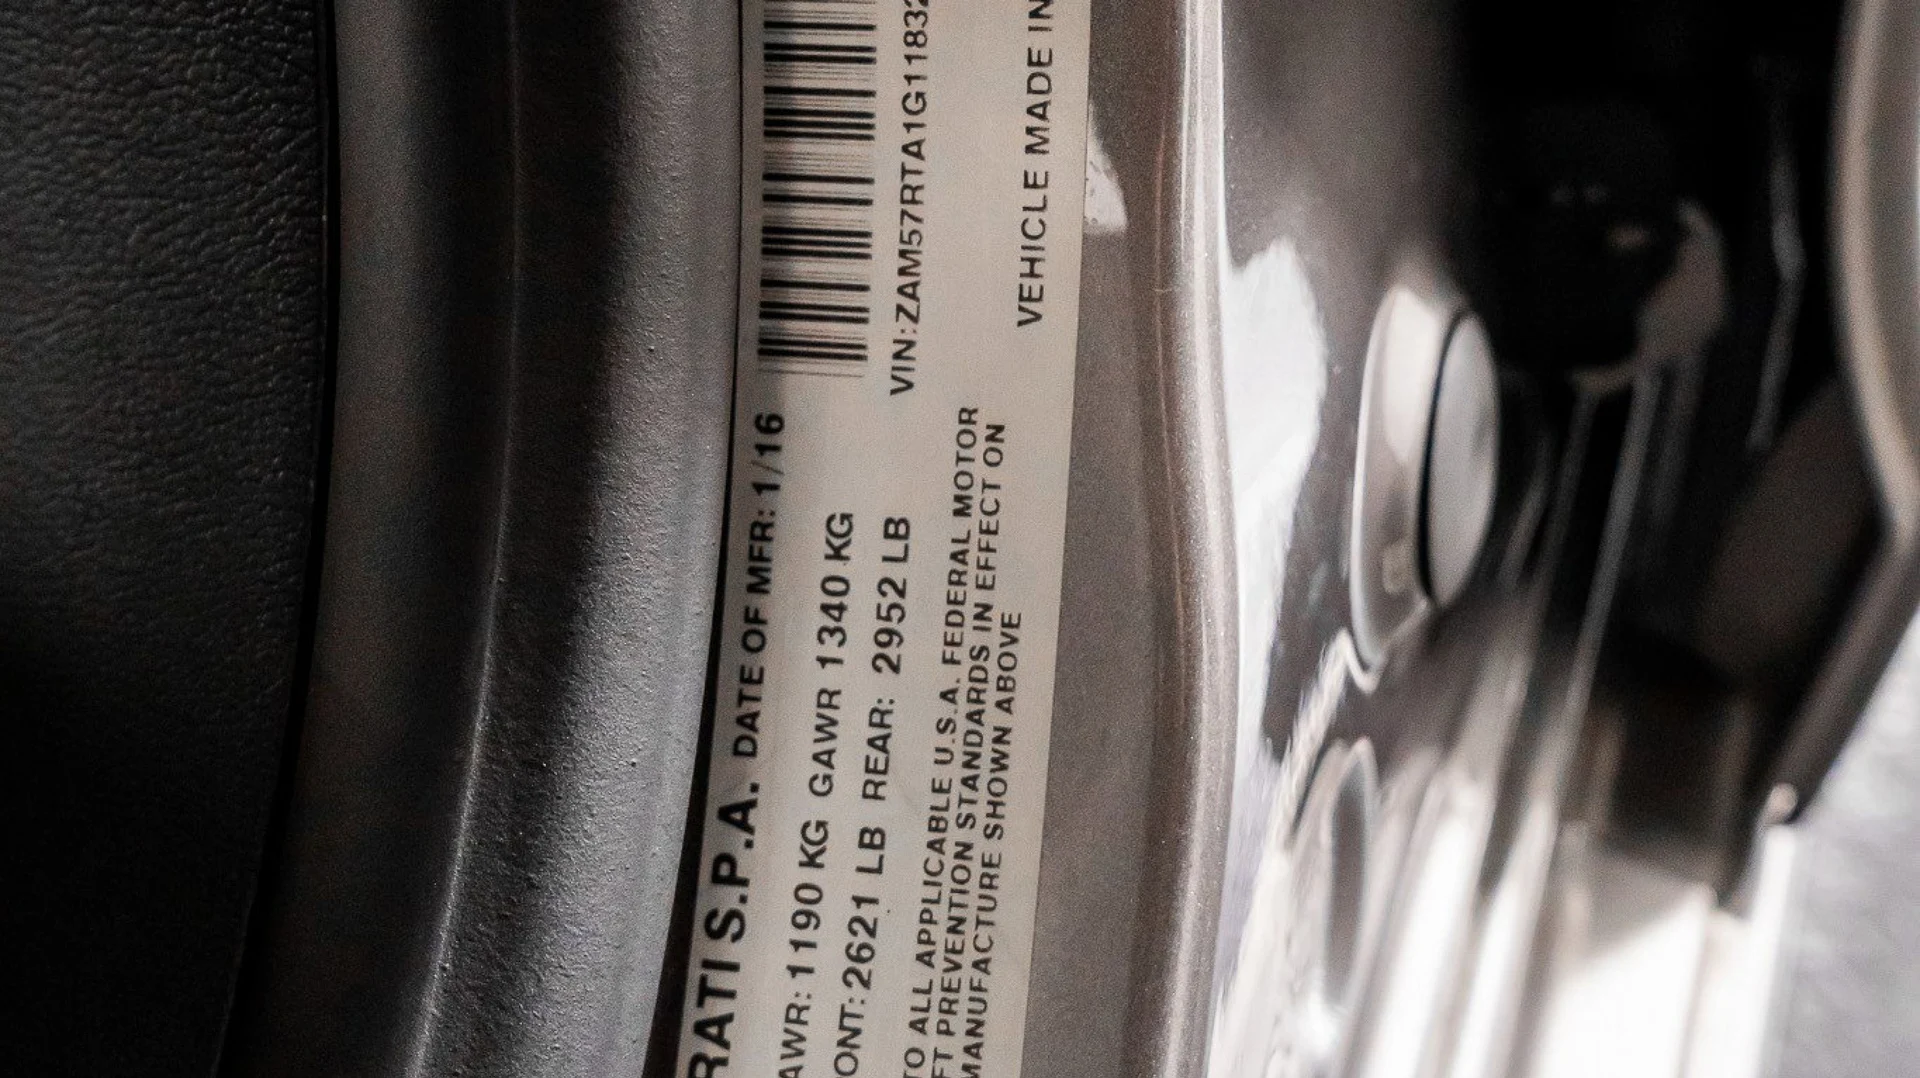 RATI S.P.A. DATE OF MFR: 1/16
AWR: 1190 KG GAWR 1340 KG
ONT: 2621 LB REAR: 2952 LB
VIN:ZAM57RTA1G11832
TO ALL APPLICABLE U.S.A. FEDERAL MOTOR
FT PREVENTION STANDARDS IN EFFECT ON
MANUFACTURE SHOWN ABOVE
VEHICLE MADE IN